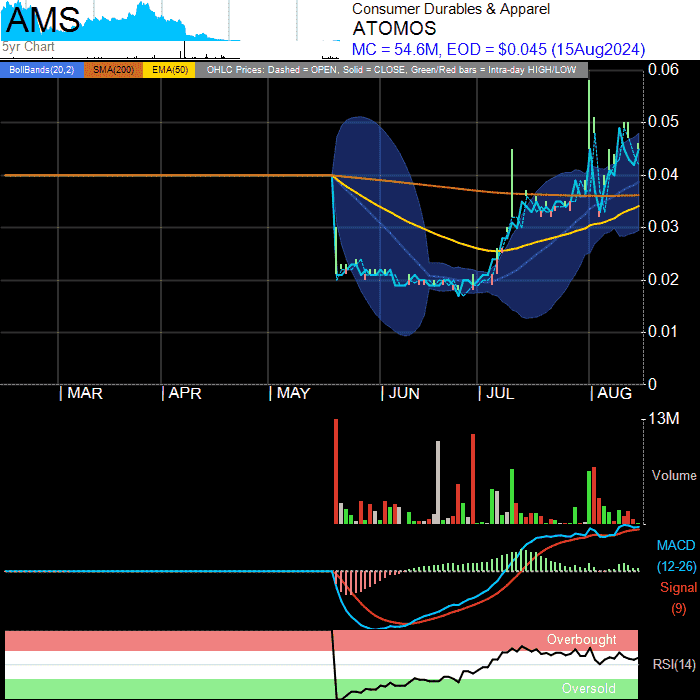 AMS
5yr Chart
Consumer Durables & Apparel
ATOMOS
MC = 54.6M, EOD = $0.045 (15Aug2024)
BollBands(20,2) SMA(200) EMA(50) OHLC Prices: Dashed = OPEN, Solid = CLOSE, Green/Red bars = Intra-day HIGH/LOW
0.06
0.05
0.04
0.03
0.02
0.01
0
MAR APR MAY JUN JUL AUG
13M
Volume
MACD
(12-26)
Signal
(9)
Overbought
RSI(14)
Oversold